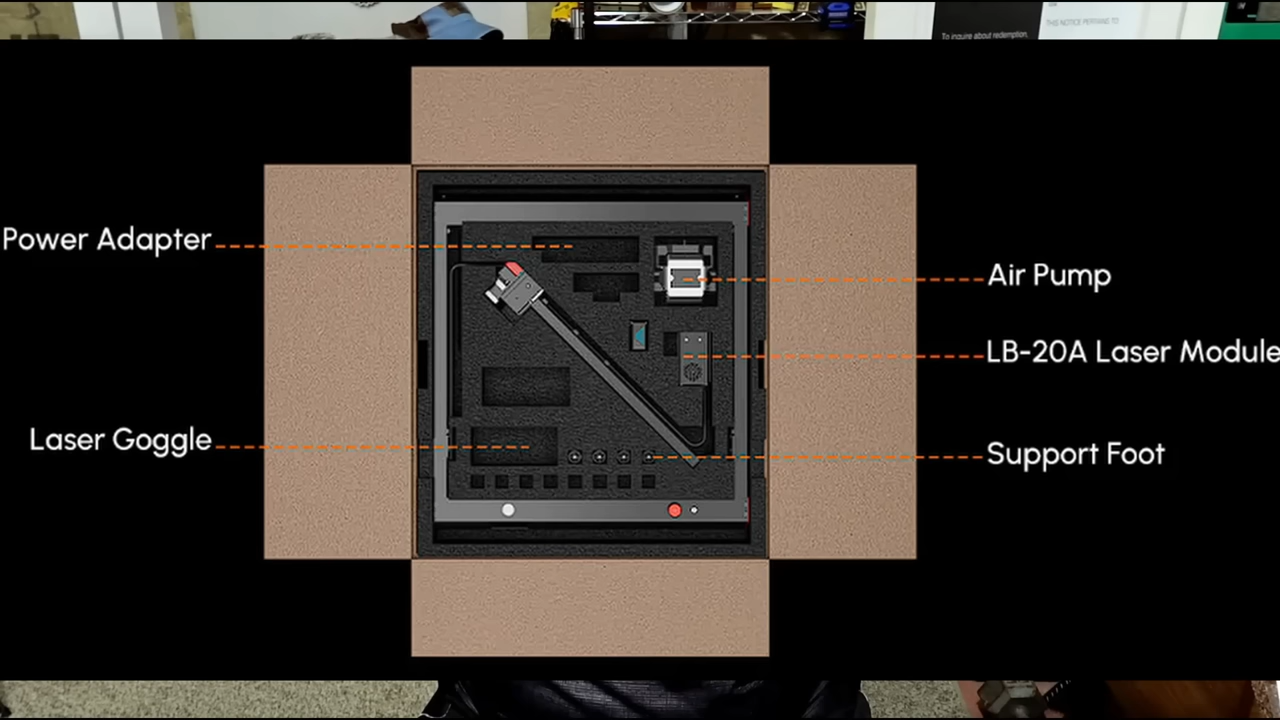 To inquire about redemption,
THIS NOTICE PERTAINS TO
Power Adapter
Air Pump
LB-20A Laser Module
Laser Goggle
Support Foot